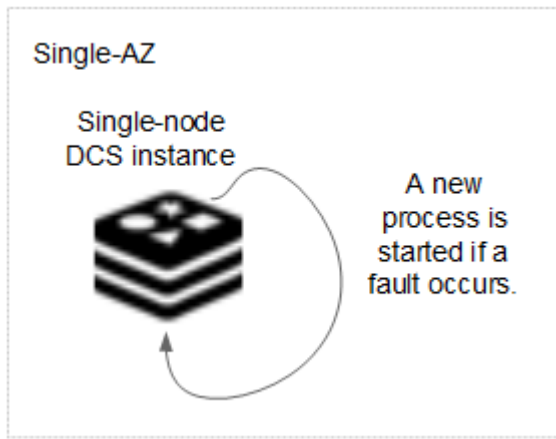 Single-AZ
Single-node
DCS instance
A new
process is
started if a
fault occurs.